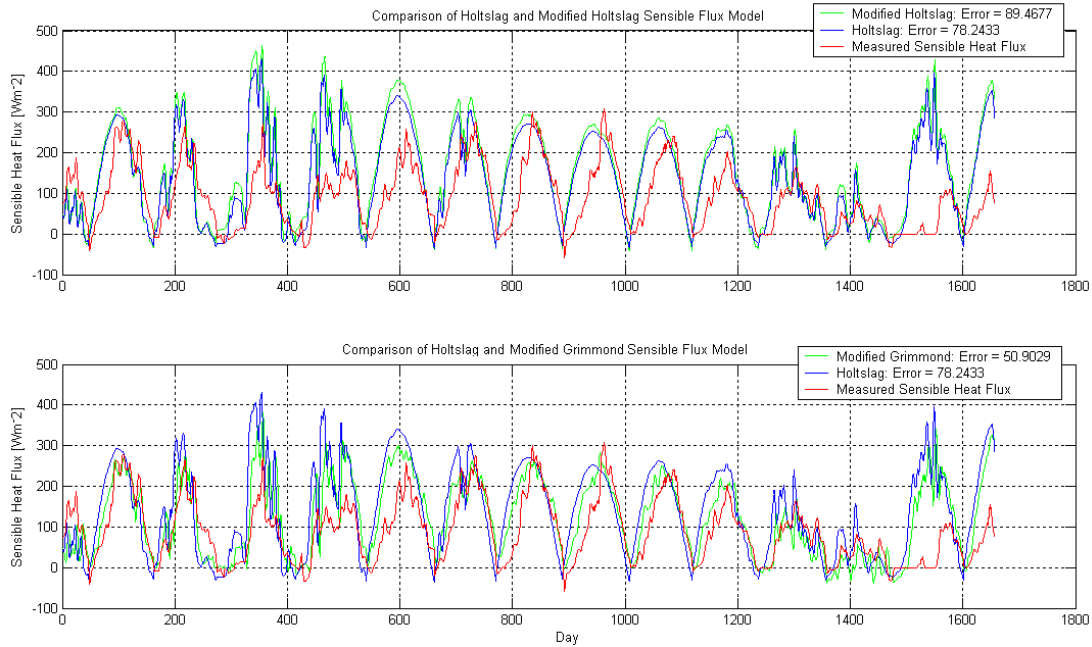 Comparison of Holtslag and Modified Holtslag Sensible Flux Model
Modified Holtslag: Error = 89.4677
Holtslag: Error = 78.2433
Measured Sensible Heat Flux
Sensible Heat Flux [Wm^-2]
500
400
300
200
100
0
-100
0 200 400 600 800 1000 1200 1400 1600 1800
Comparison of Holtslag and Modified Grimmond Sensible Flux Model
Modified Grimmond: Error = 50.9029
Holtslag: Error = 78.2433
Measured Sensible Heat Flux
Sensible Heat Flux [Wm^-2]
500
400
300
200
100
0
-100
0 200 400 600 800 1000 1200 1400 1600 1800
Day